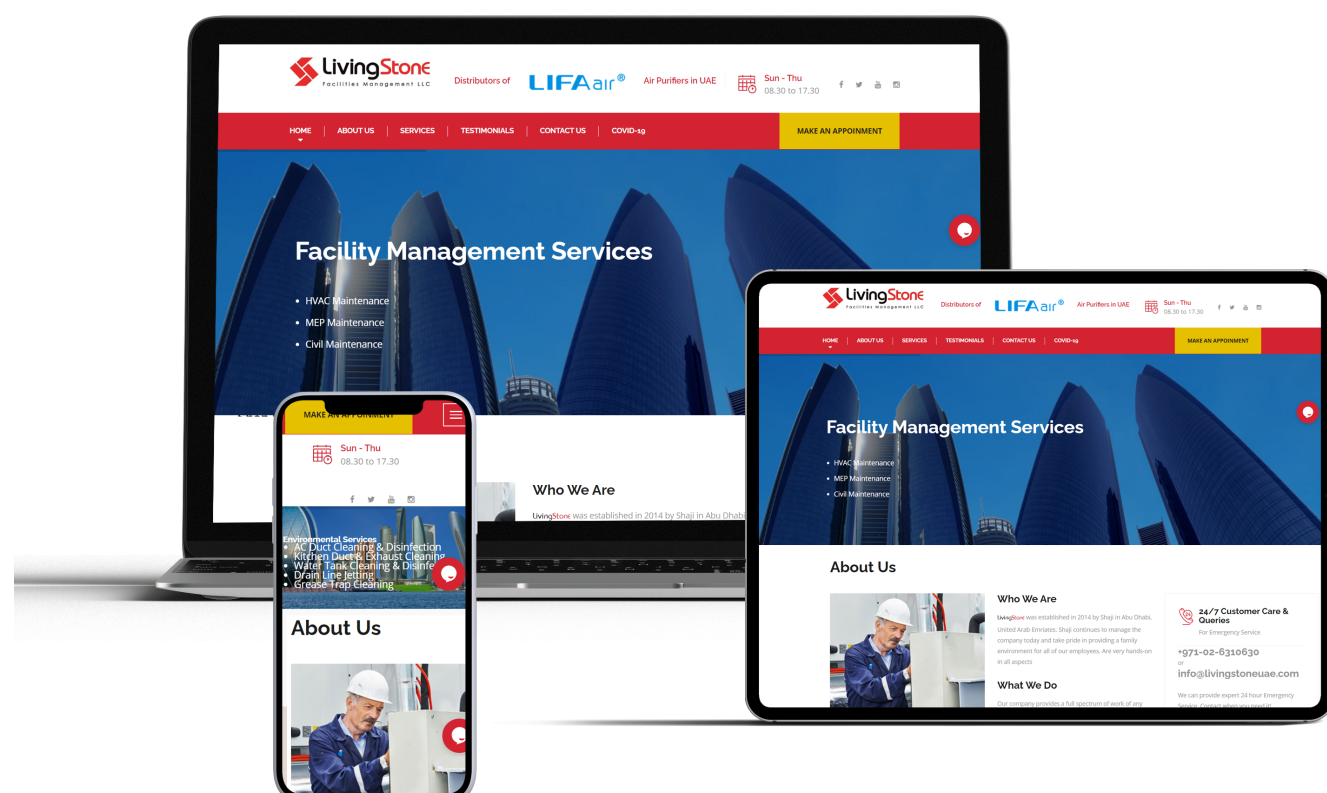 LivingStone
Facilities Management LLC
Distributors of
LIFAair®
Air Purifiers in UAE
Sun - Thu
08.30 to 17.30
HOME
ABOUT US
SERVICES
TESTIMONIALS
CONTACT US
COVID-19
MAKE AN APPOINMENT
Facility Management Services
• HVAC Maintenance
• MEP Maintenance
• Civil Maintenance
Who We Are
LivingStone was established in 2014 by Shaji in Abu Dhabi
MAKE AN APPOINMENT
Sun - Thu
08.30 to 17.30
Environmental Services
• AC Duct Cleaning & Disinfection
• Kitchen Duct & Exhaust Cleaning
• Water Tank Cleaning & Disinfe
• Drain Line Jetting
• Grease Trap Cleaning
About Us
LivingStone
Facilities Management LLC
Distributors of
LIFAair®
Air Purifiers in UAE
Sun - Thu
08.30 to 17.30
HOME
ABOUT US
SERVICES
TESTIMONIALS
CONTACT US
COVID-19
MAKE AN APPOINMENT
Facility Management Services
• HVAC Maintenance
• MEP Maintenance
• Civil Maintenance
About Us
Who We Are
LivingStone was established in 2014 by Shaji in Abu Dhabi,
United Arab Emriates. Shaji continues to manage the
company today and take pride in providing a family
environment for all of our employees. Are very hands-on
in all aspects
What We Do
Our company provides a full spectrum of work of any
24/7 Customer Care &
Queries
For Emergency Service
+971-02-6310630
or
info@livingstoneuae.com
We can provide expert 24 hour Emergency
Service. Contact when you need it!